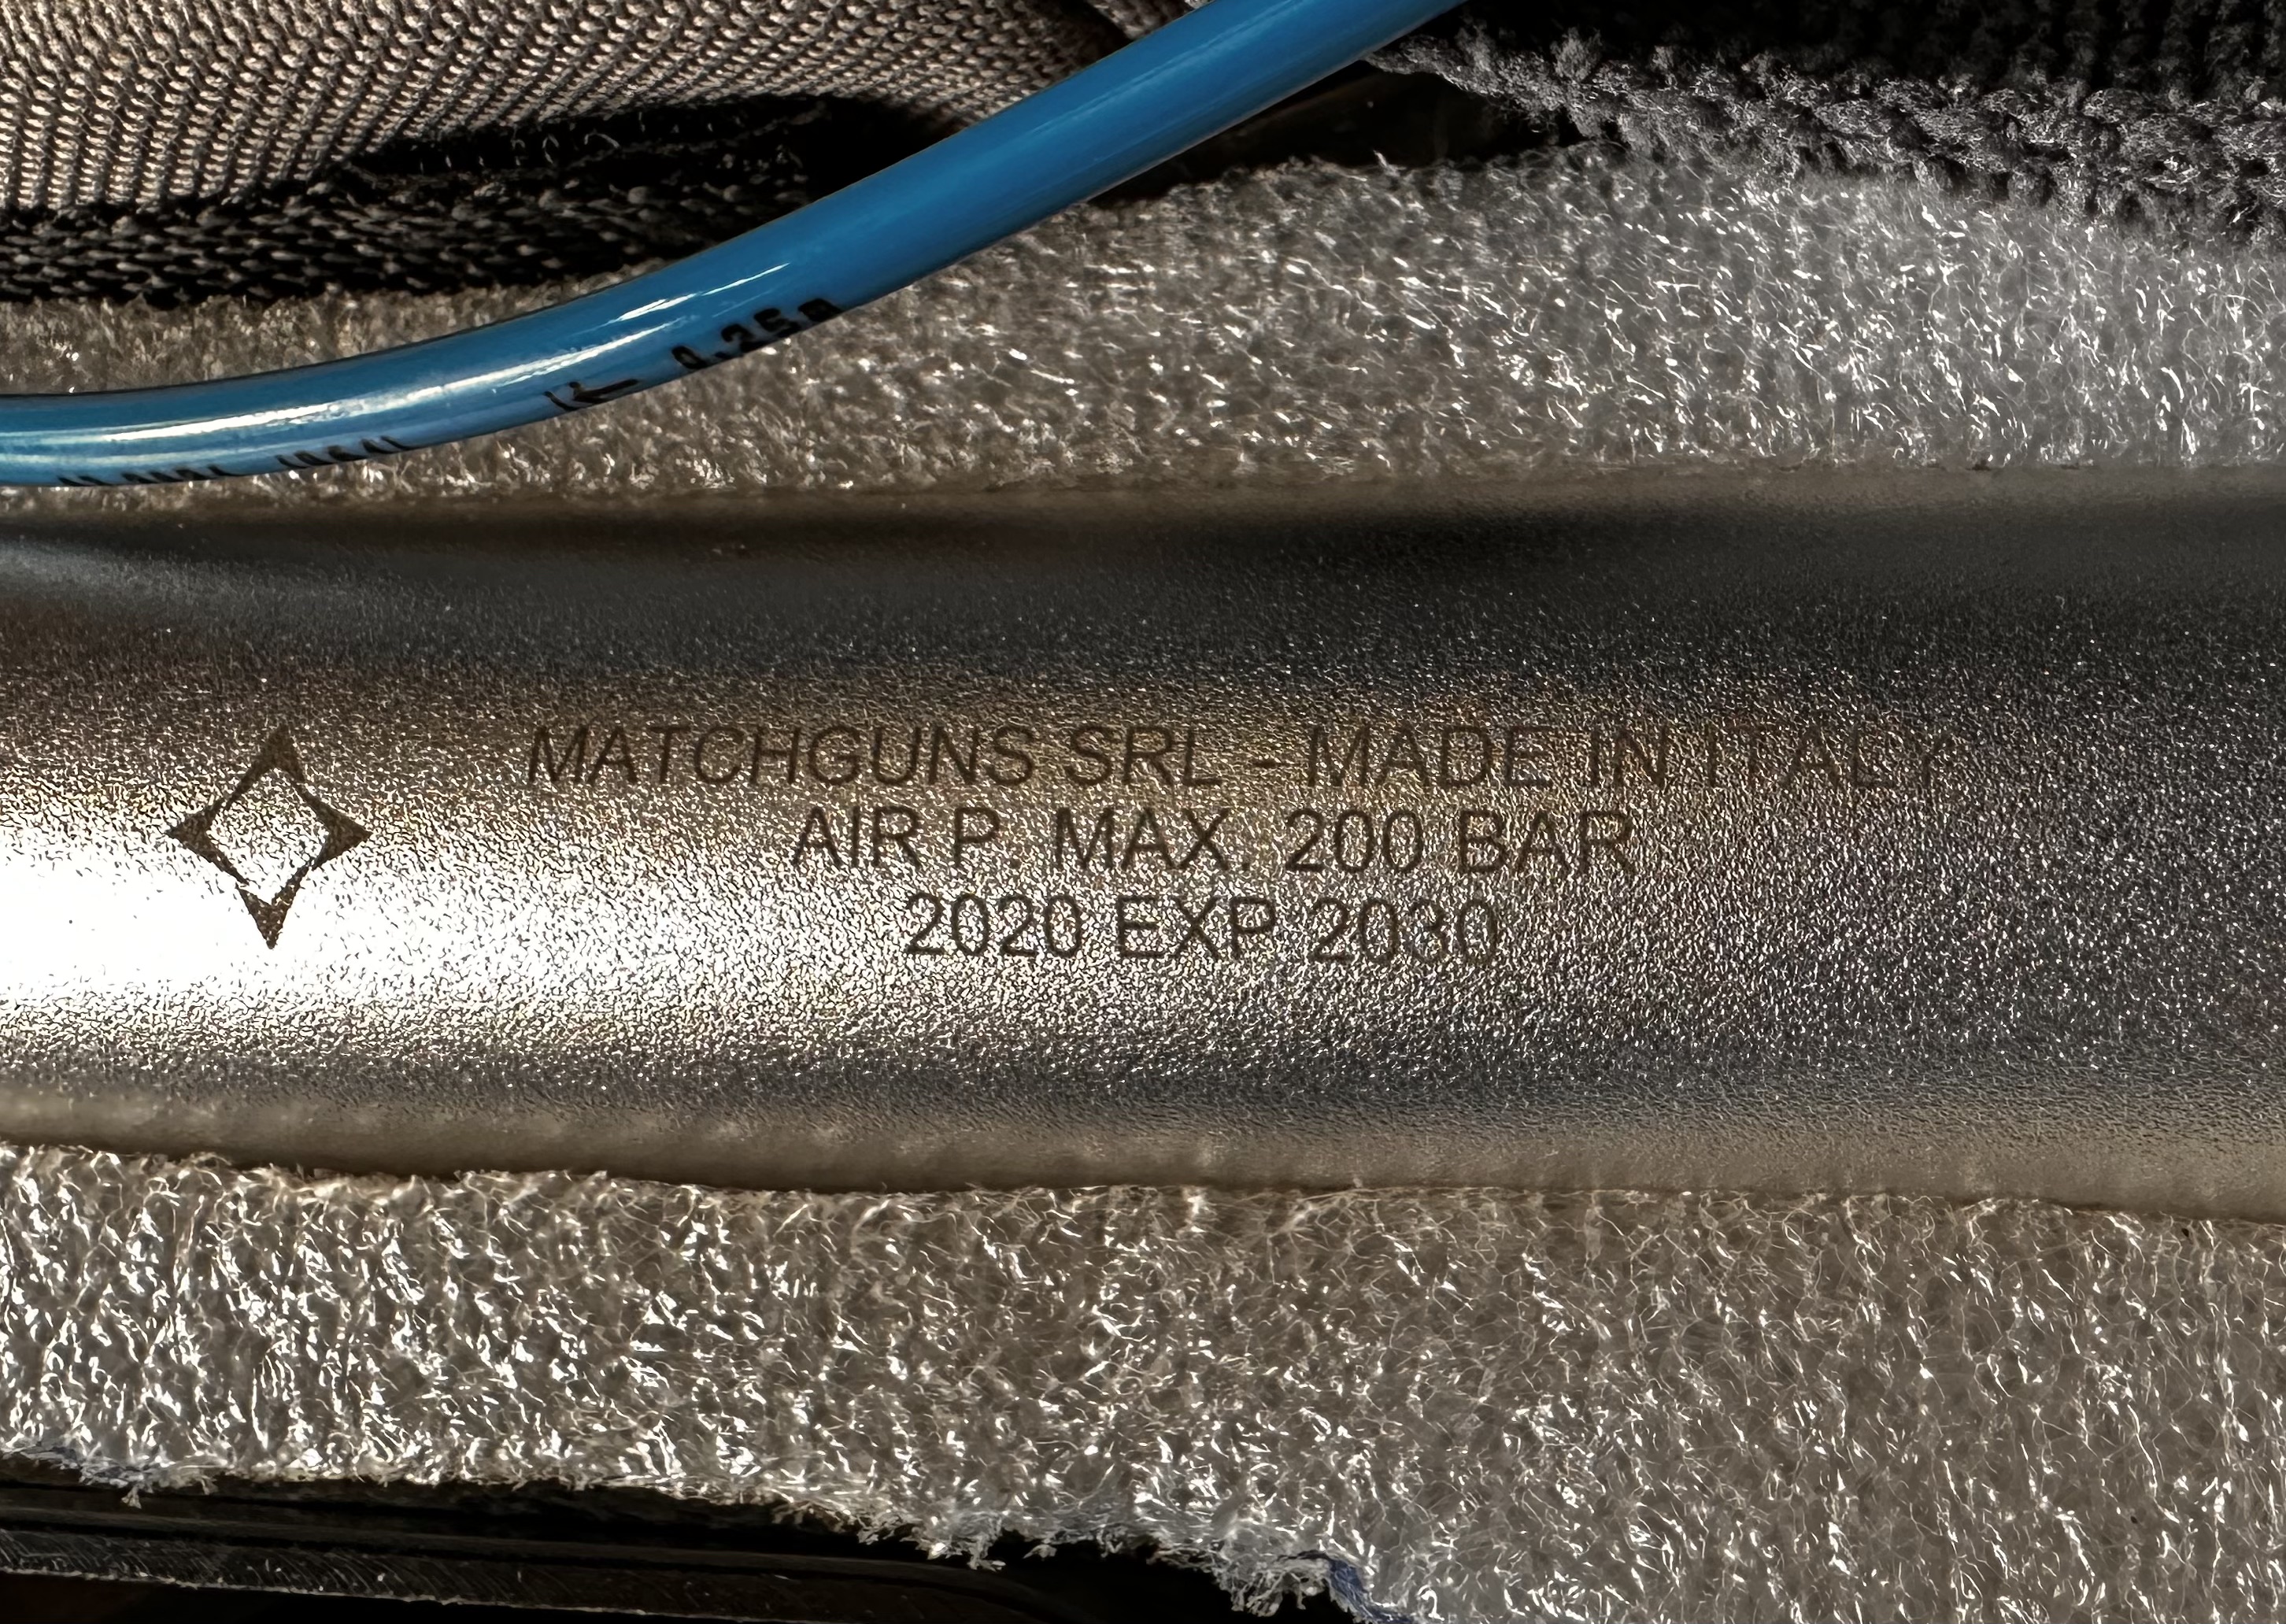 MATCHGUNS SRL - MADE IN ITALY
AIR P. MAX. 200 BAR
2020 EXP 2030